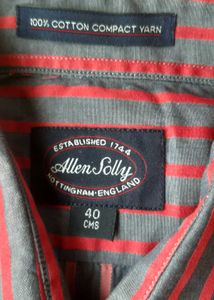 100% COTTON COMPACT YARN
ESTABLISHED 1744
Allen Solly
NOTTINGHAM·ENGLAND
40
CMS